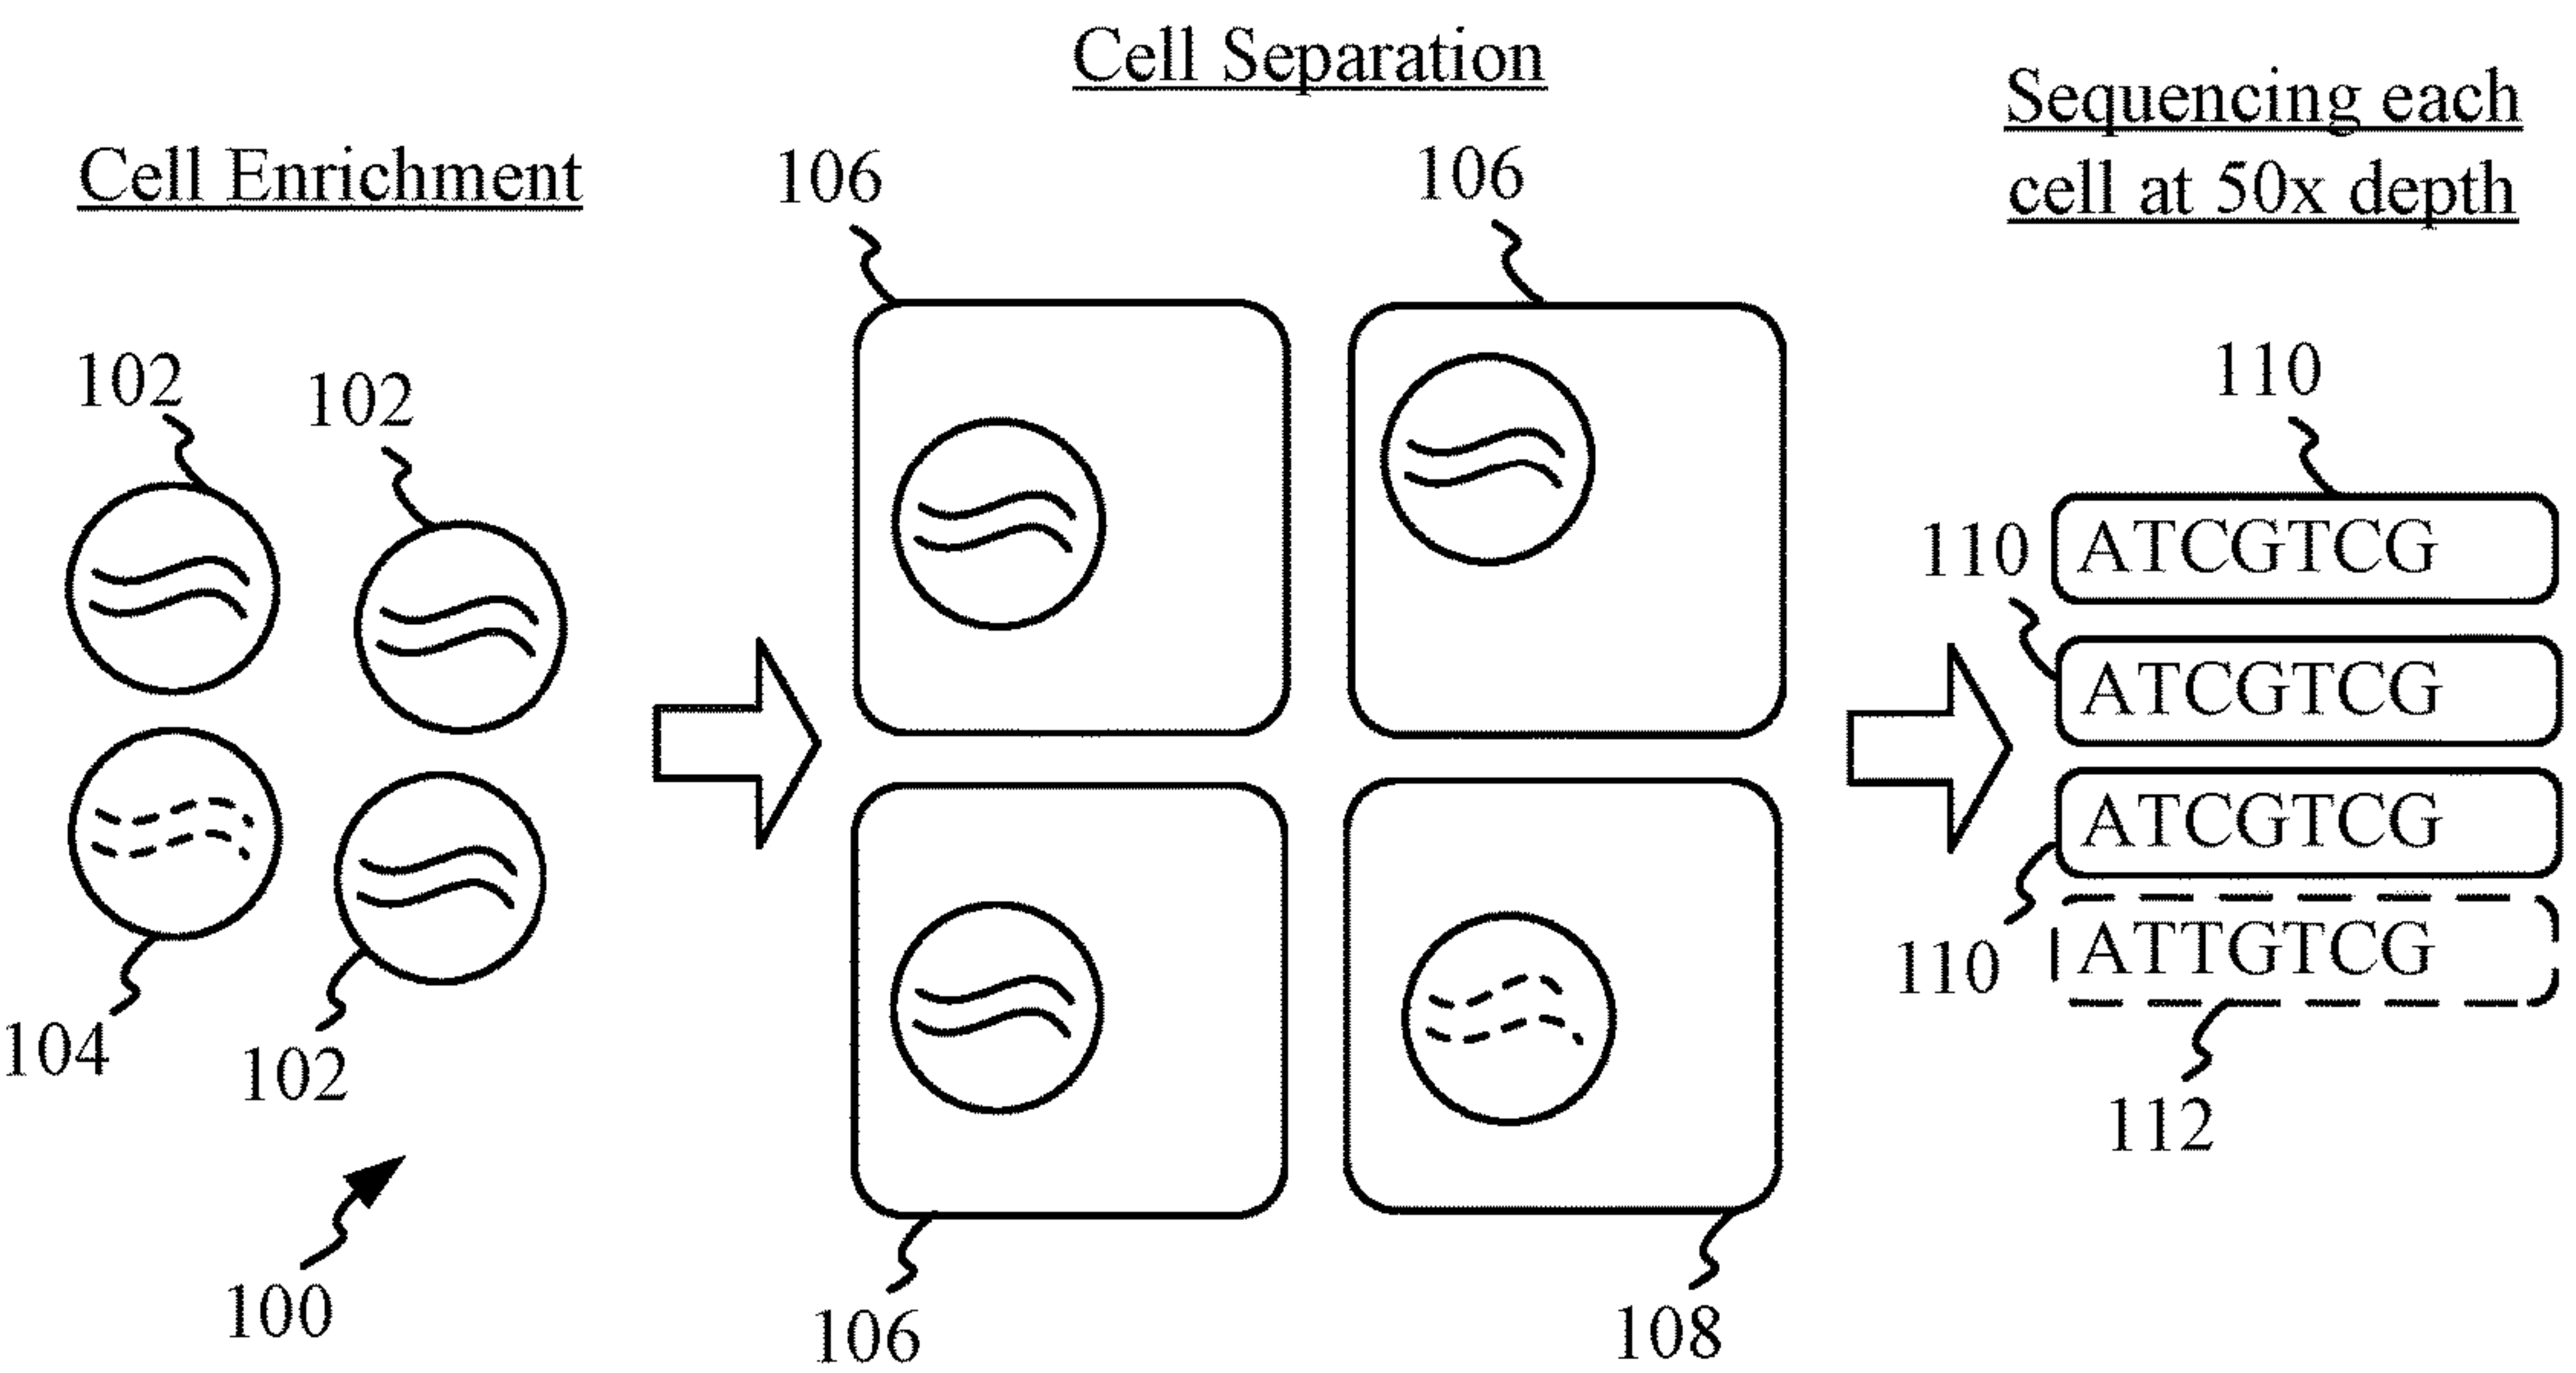 Cell Enrichment
102
102
104
102
100
Cell Separation
106
106
106
108
Sequencing each
cell at 50x depth
110
ATCGTCG
110
ATCGTCG
ATCGTCG
110
ATTGTCG
112